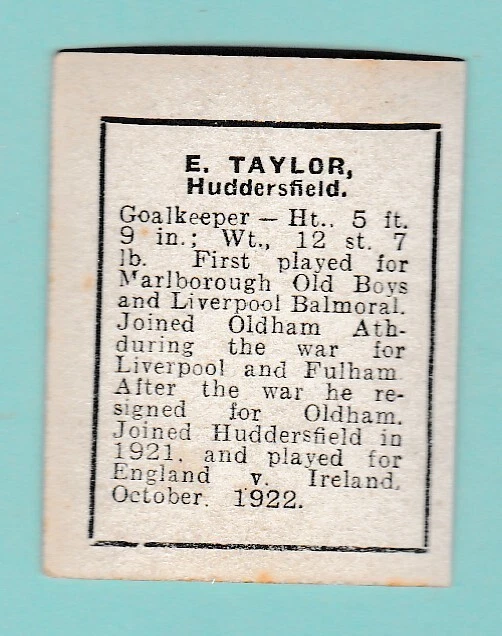 E. TAYLOR,
Huddersfield.
Goalkeeper — Ht., 5 ft.
9 in.; Wt., 12 st. 7
lb. First played for
Marlborough Old Boys
and Liverpool Balmoral.
Joined Oldham Ath-
during the war for
Liverpool and Fulham
After the war he re-
signed for Oldham.
Joined Huddersfield in
1921, and played for
England v. Ireland,
October, 1922.